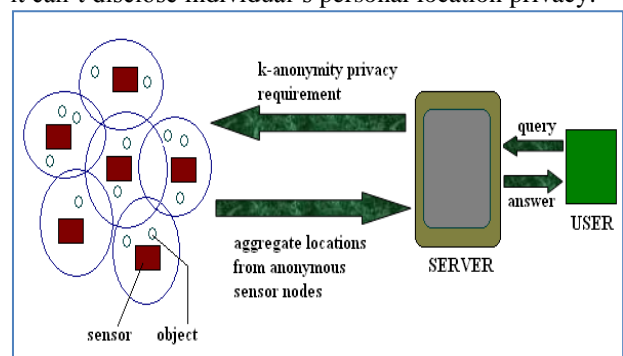 it can't disclose individual's personal location privacy.
k-anonymity privacy
requirement
query
answer
USER
SERVER
aggregate locations
from anonymous
sensor nodes
sensor object